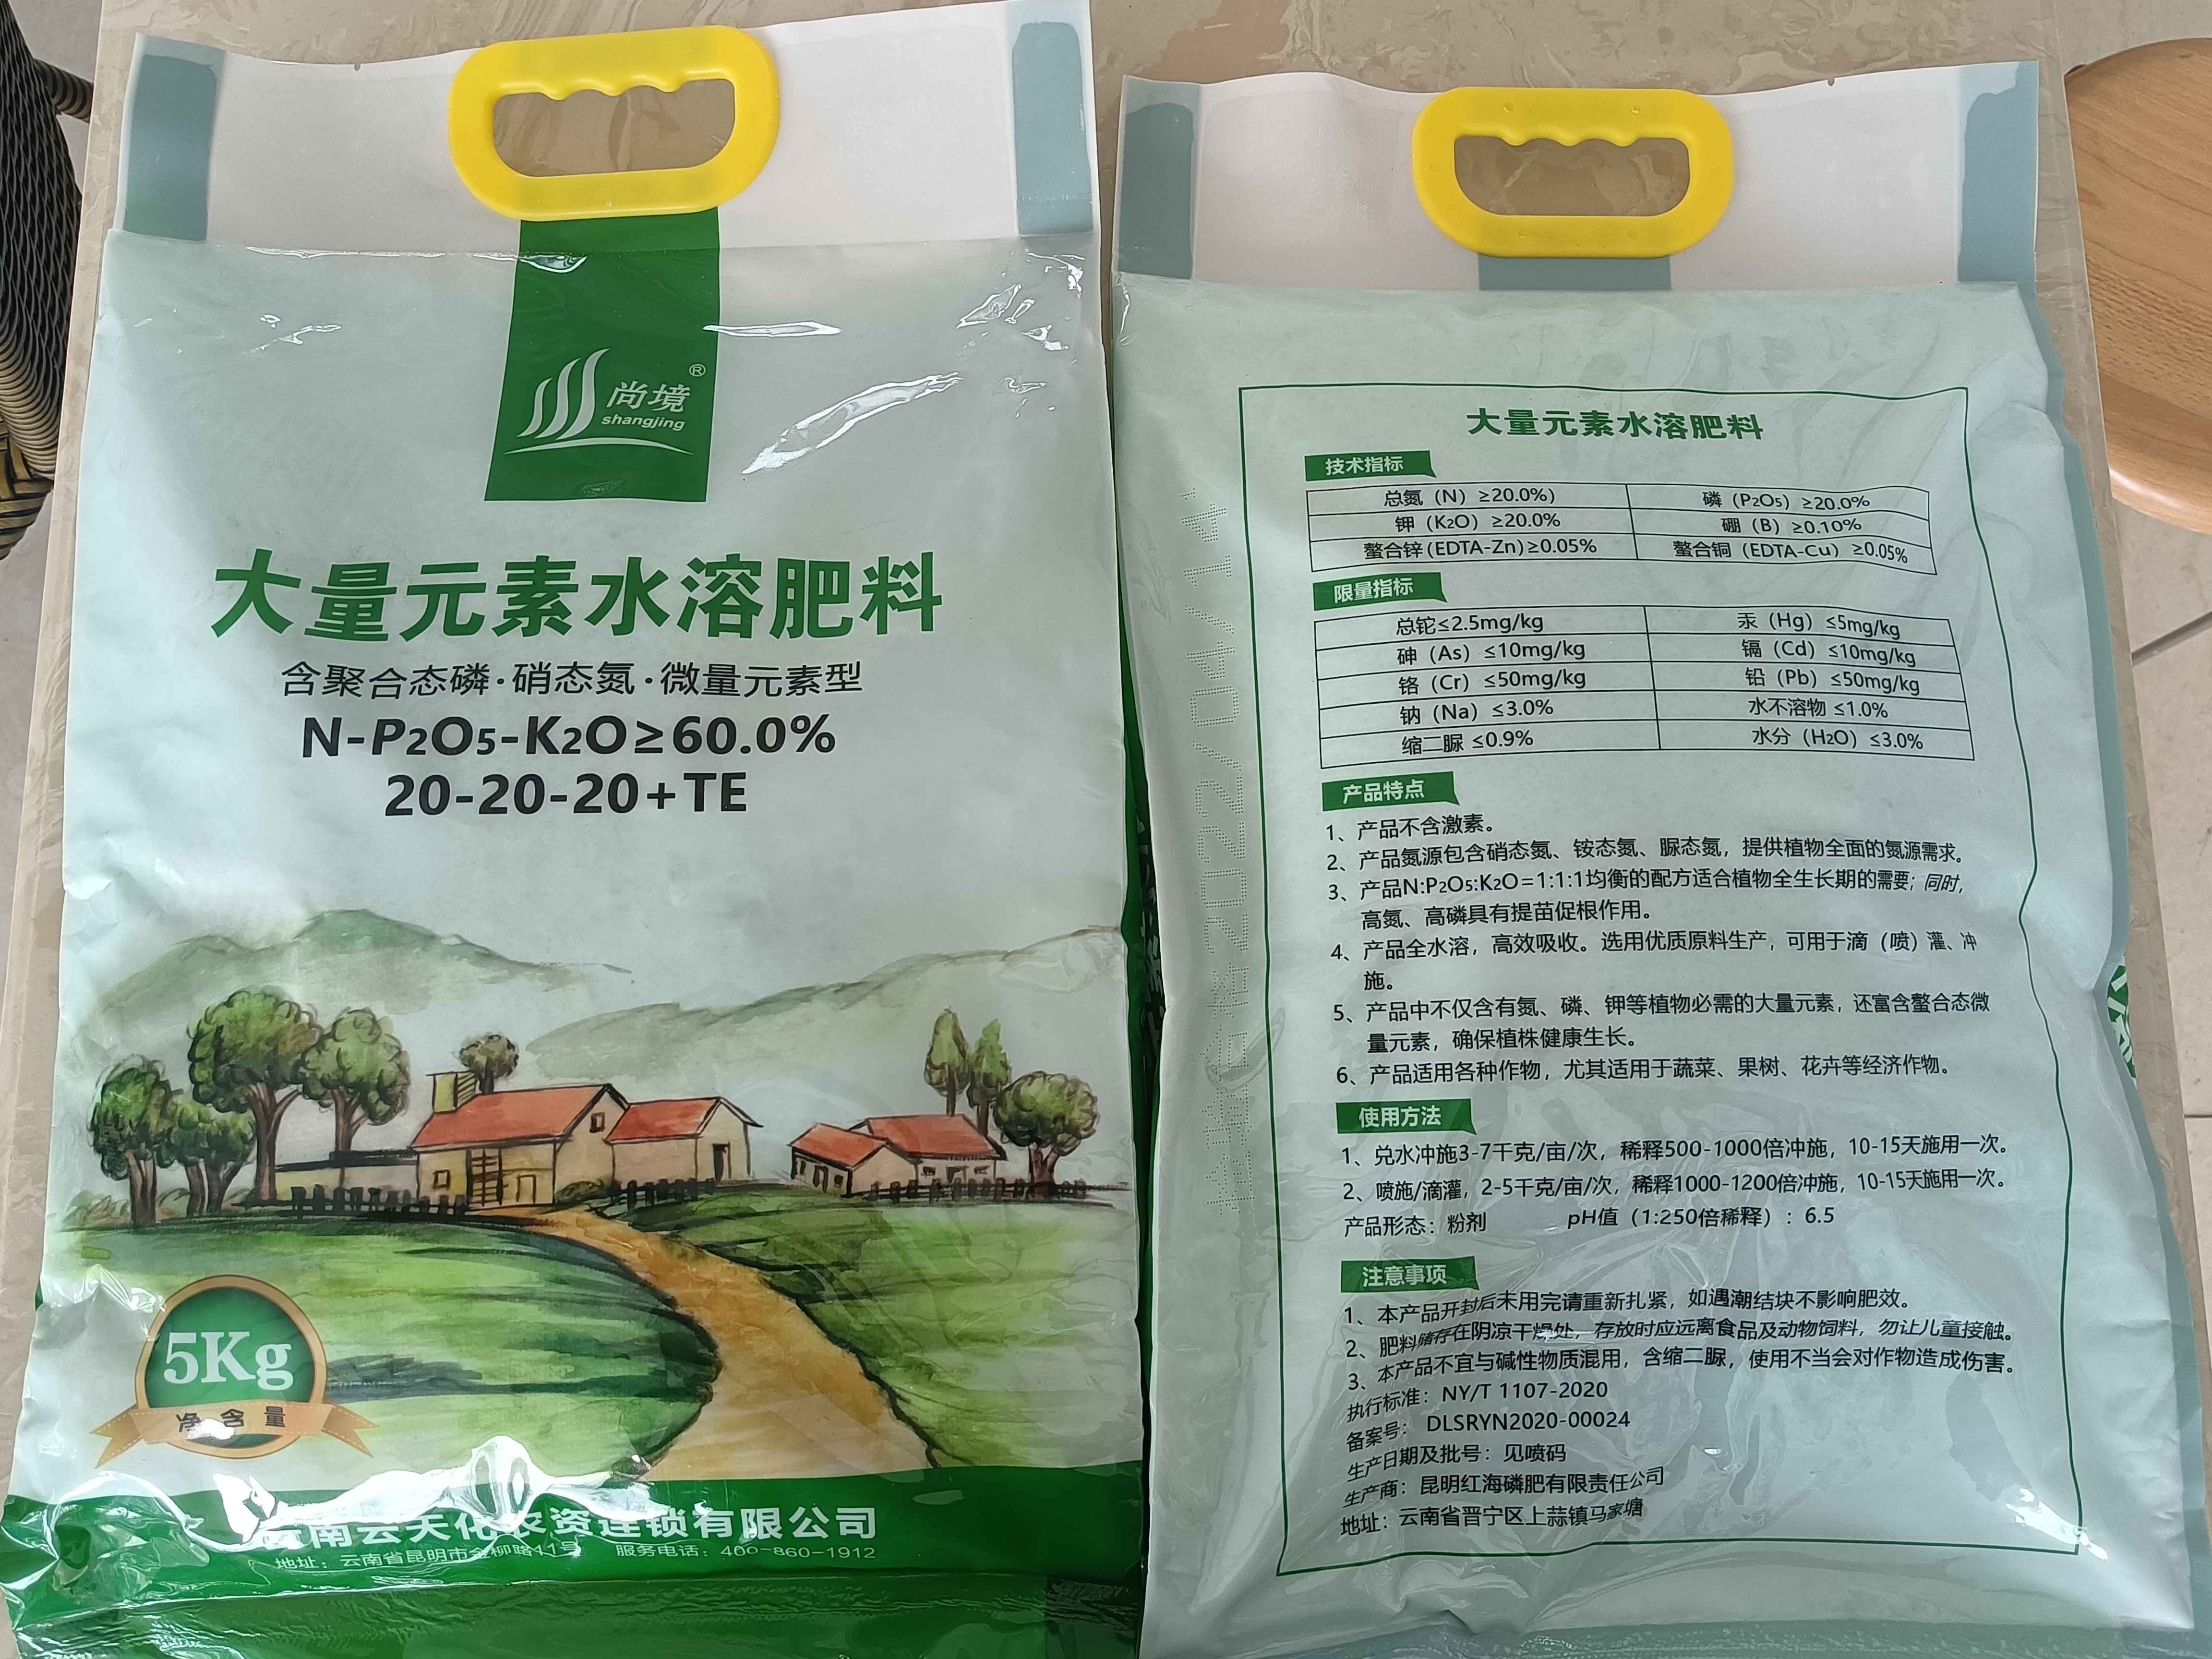 尚境®
shangjing
大量元素水溶肥料
含聚合态磷·硝态氮·微量元素型
N-P2O5-K2O≥60.0%
20-20-20+TE
5Kg
净含量
云南云天化农资连锁有限公司
地址：云南省昆明市金柳路11号 服务电话：400-860-1912
大量元素水溶肥料
技术指标
总氮（N）≥20.0%） 磷（P2O5）≥20.0%
钾（K2O）≥20.0% 硼（B）≥0.10%
螯合锌(EDTA-Zn)≥0.05% 螯合铜（EDTA-Cu）≥0.05%
限量指标
总铊≤2.5mg/kg 汞（Hg）≤5mg/kg
砷（As）≤10mg/kg 镉（Cd）≤10mg/kg
铬（Cr）≤50mg/kg 铅（Pb）≤50mg/kg
钠（Na）≤3.0% 水不溶物 ≤1.0%
缩二脲 ≤0.9% 水分（H2O）≤3.0%
产品特点
1、产品不含激素。
2、产品氮源包含硝态氮、铵态氮、脲态氮，提供植物全面的氮源需求。
3、产品N:P2O5:K2O=1:1:1均衡的配方适合植物全生长期的需要；同时，
高氮、高磷具有提苗促根作用。
4、产品全水溶，高效吸收。选用优质原料生产，可用于滴（喷）灌、冲
施。
5、产品中不仅含有氮、磷、钾等植物必需的大量元素，还富含螯合态微
量元素，确保植株健康生长。
6、产品适用各种作物，尤其适用于蔬菜、果树、花卉等经济作物。
使用方法
1、兑水冲施3-7千克/亩/次，稀释500-1000倍冲施，10-15天施用一次。
2、喷施/滴灌，2-5千克/亩/次，稀释1000-1200倍冲施，10-15天施用一次。
产品形态：粉剂 pH值（1:250倍稀释）：6.5
注意事项
1、本产品开封后未用完请重新扎紧，如遇潮结块不影响肥效。
2、肥料储存在阴凉干燥处，存放时应远离食品及动物饲料，勿让儿童接触。
3、本产品不宜与碱性物质混用，含缩二脲，使用不当会对作物造成伤害。
执行标准：NY/T 1107-2020
备案号：DLSRYN2020-00024
生产日期及批号：见喷码
生产商：昆明红海磷肥有限责任公司
地址：云南省晋宁区上蒜镇马家塘
合格2022/04/14